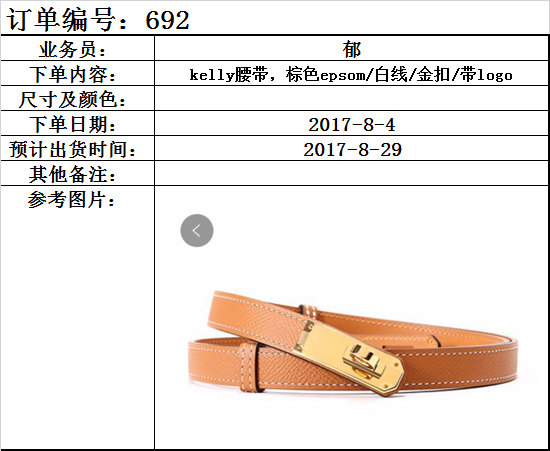 订单编号：692
业务员： 郁
下单内容： kelly腰带，棕色epsom/白线/金扣/带logo
尺寸及颜色：
下单日期： 2017-8-4
预计出货时间： 2017-8-29
其他备注：
参考图片：